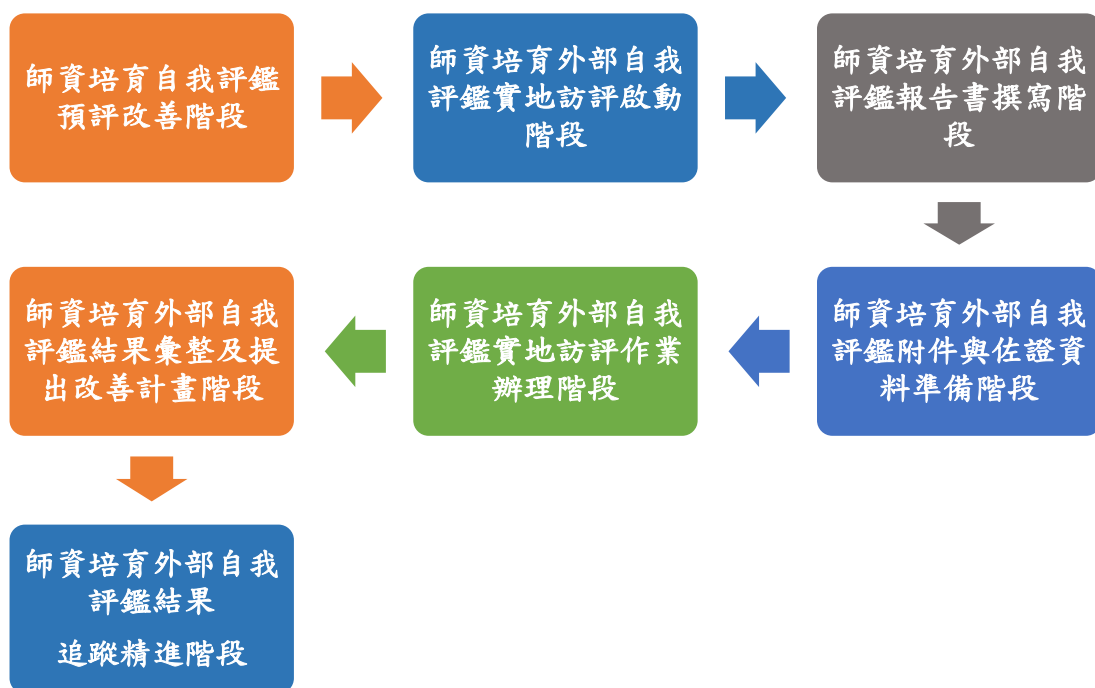 師資培育自我評鑑
預評改善階段
師資培育外部自我
評鑑實地訪評啟動
階段
師資培育外部自我
評鑑報告書撰寫階
段
師資培育外部自我
評鑑附件與佐證資
料準備階段
師資培育外部自我
評鑑實地訪評作業
辦理階段
師資培育外部自我
評鑑結果彙整及提
出改善計畫階段
師資培育外部自我
評鑑結果
追蹤精進階段